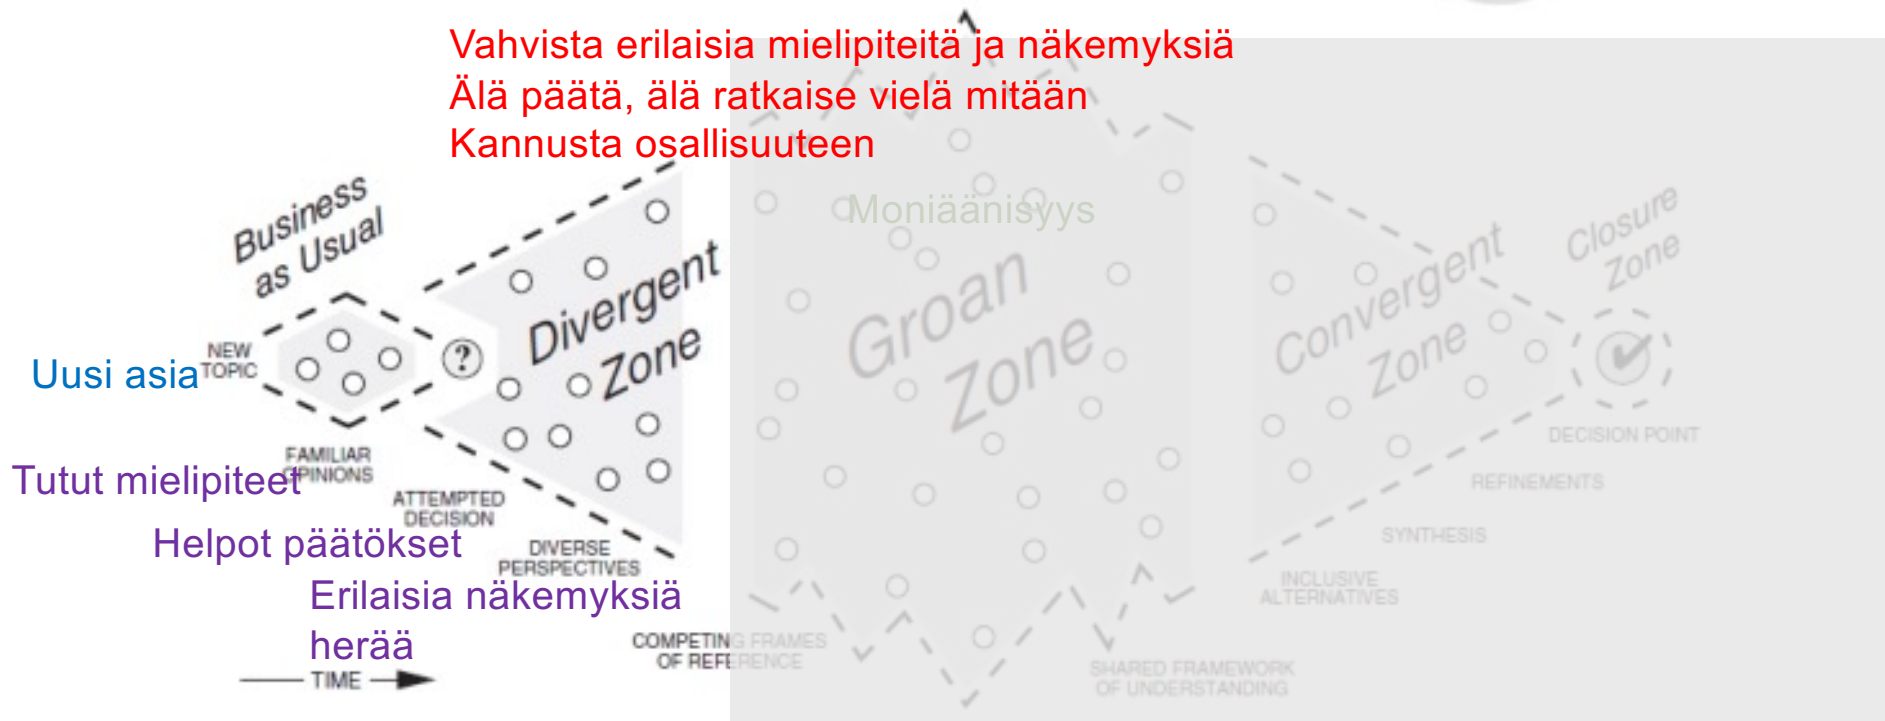 Vahvista erilaisia mielipiteitä ja näkemyksiä
Älä päätä, älä ratkaise vielä mitään
Kannusta osallisuuteen
Moniäänisyys
Business
as Usual
Divergent
Zone
Groan
Zone
Convergent
Zone
Closure
Zone
NEW
TOPIC
Uusi asia
?
FAMILIAR
OPINIONS
Tutut mielipiteet
ATTEMPTED
DECISION
Helpot päätökset
DIVERSE
PERSPECTIVES
Erilaisia näkemyksiä
herää
COMPETING FRAMES
OF REFERENCE
SHARED FRAMEWORK
OF UNDERSTANDING
INCLUSIVE
ALTERNATIVES
SYNTHESIS
REFINEMENTS
DECISION POINT
TIME